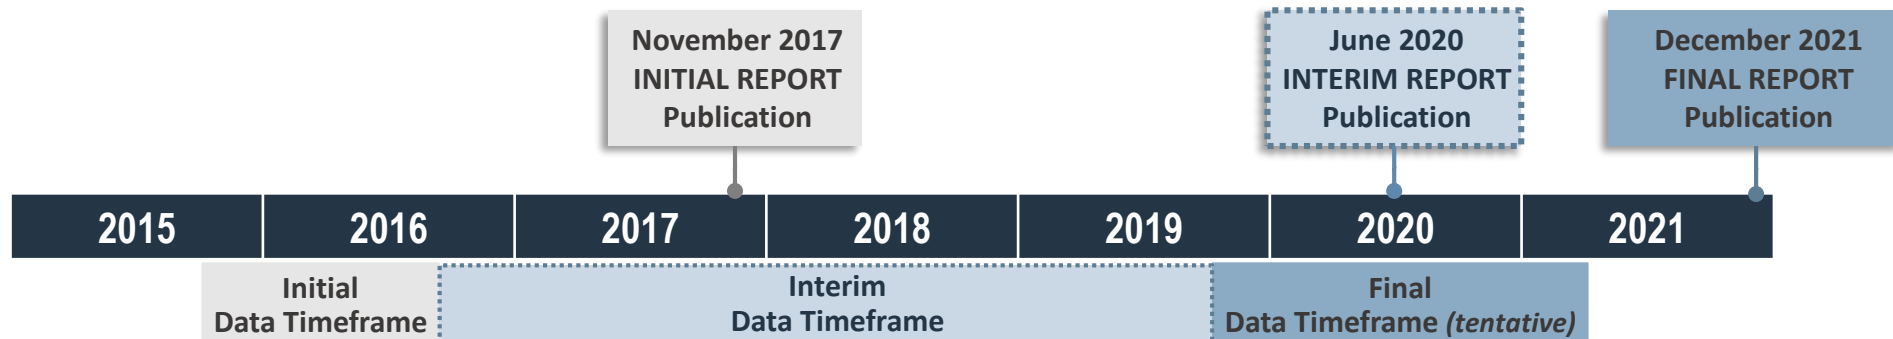 November 2017
INITIAL REPORT
Publication
June 2020
INTERIM REPORT
Publication
December 2021
FINAL REPORT
Publication
2015 2016 2017 2018 2019 2020 2021
Initial
Data Timeframe
Interim
Data Timeframe
Final
Data Timeframe (tentative)